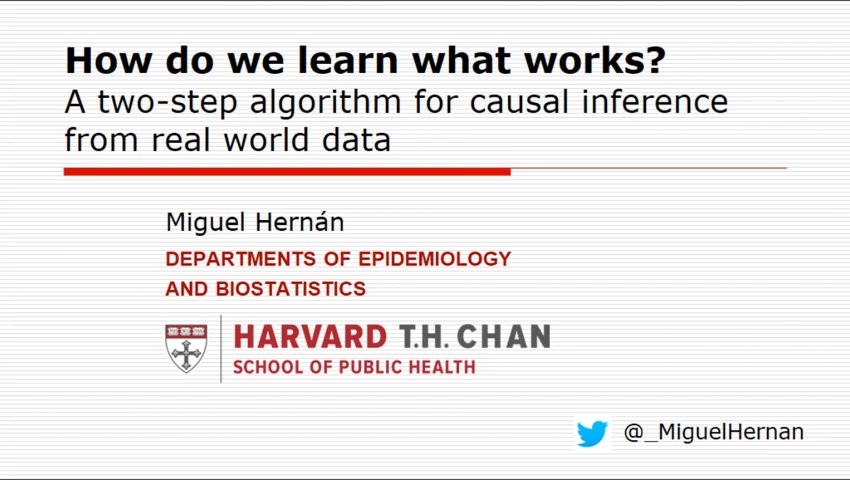 How do we learn what works?
A two-step algorithm for causal inference
from real world data
Miguel Hernán
DEPARTMENTS OF EPIDEMIOLOGY
AND BIOSTATISTICS
HARVARD T.H. CHAN
SCHOOL OF PUBLIC HEALTH
@_MiguelHernan